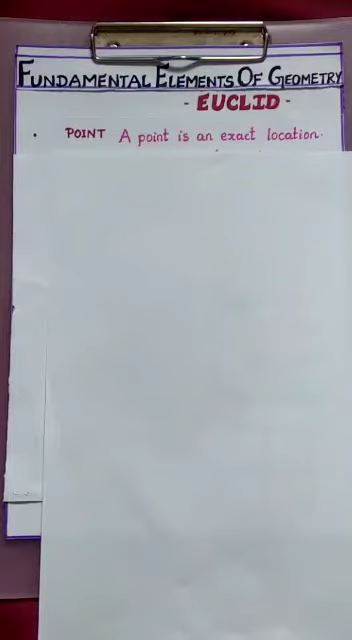 FUNDAMENTAL ELEMENTS OF GEOMETRY
- EUCLID -
• POINT A point is an exact location.